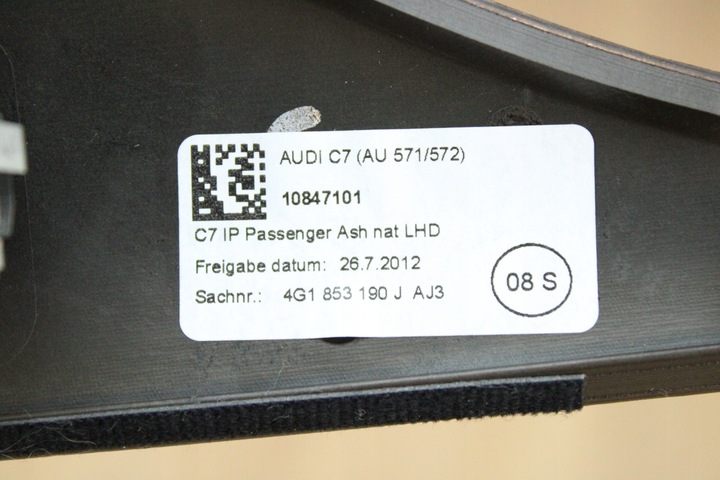 AUDI C7 (AU 571/572)
10847101
C7 IP Passenger Ash nat LHD
Freigabe datum: 26.7.2012
Sachnr.: 4G1 853 190 J AJ3
08 S